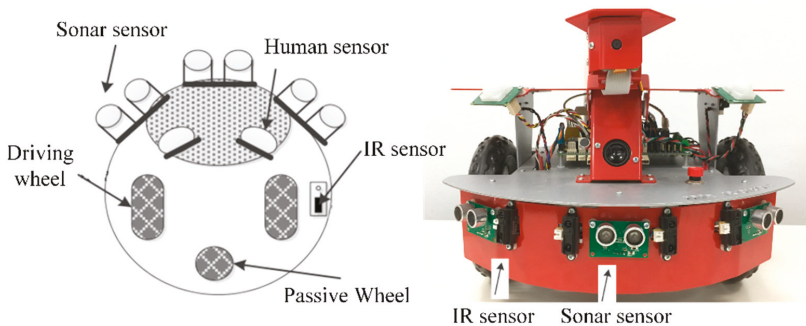 Sonar sensor
Human sensor
Driving
wheel
IR sensor
Passive Wheel
IR sensor
Sonar sensor